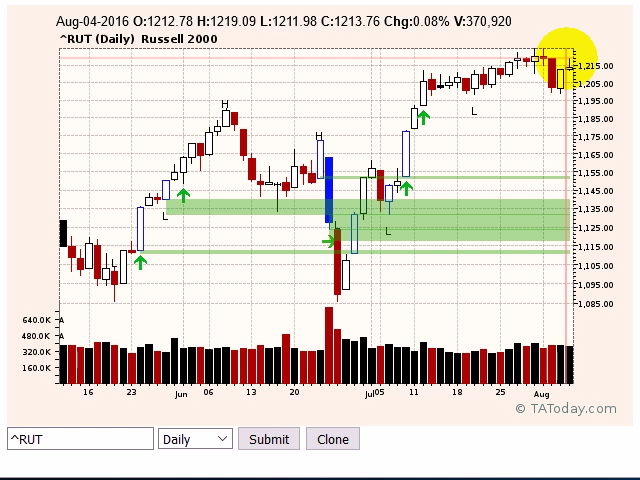 Aug-04-2016 O:1212.78 H:1219.09 L:1211.98 C:1213.76 Chg:0.08% V:370,920
^RUT (Daily) Russell 2000
H
H
L
L
L
1,215.00
1,205.00
1,195.00
1,185.00
1,175.00
1,165.00
1,155.00
1,145.00
1,135.00
1,125.00
1,115.00
1,105.00
1,095.00
1,085.00
640.0K
480.0K
320.0K
160.0K
16 23 Jun 06 13 20 Jul05 11 18 25 Aug
© TAToday.com
^RUT Daily Submit Clone